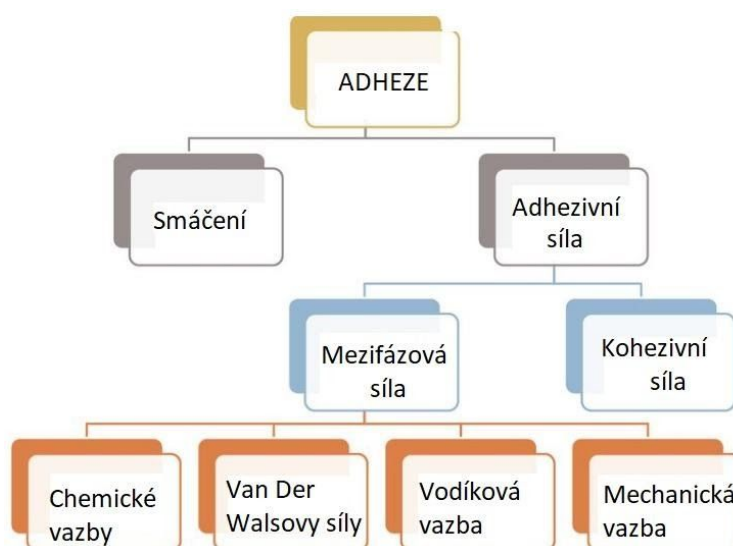 ADHEZE
Smáčení
Adhezivní
síla
Mezifázová
síla
Kohezivní
síla
Chemické
vazby
Van Der
Walsovy síly
Vodíková
vazba
Mechanická
vazba